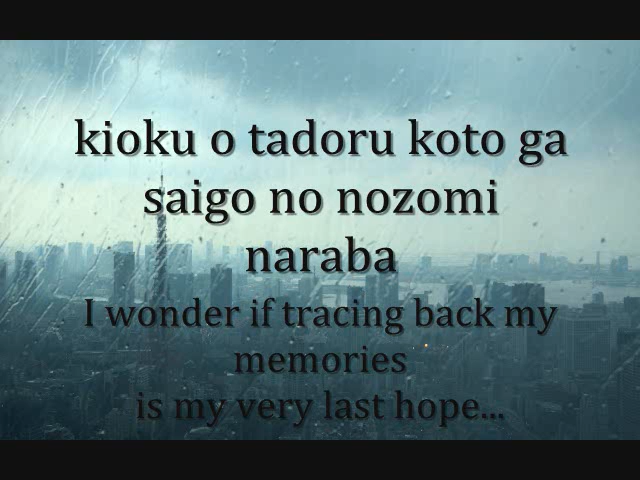 kioku o tadoru koto ga
saigo no nozomi
naraba
I wonder if tracing back my
memories
is my very last hope...